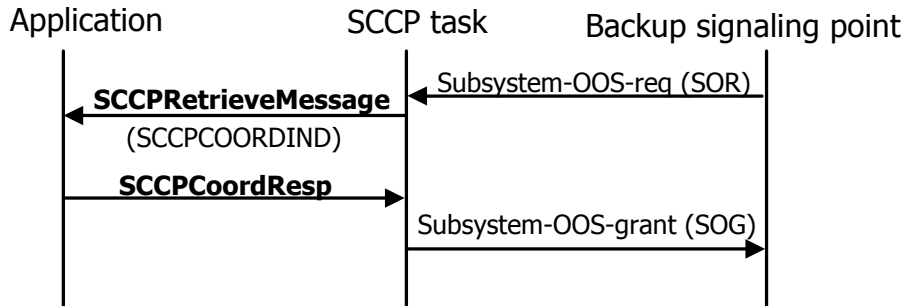 Application
SCCP task
Backup signaling point
Subsystem-OOS-req (SOR)
SCCPRetrieveMessage
(SCCPCOORDIND)
SCCPCoordResp
Subsystem-OOS-grant (SOG)